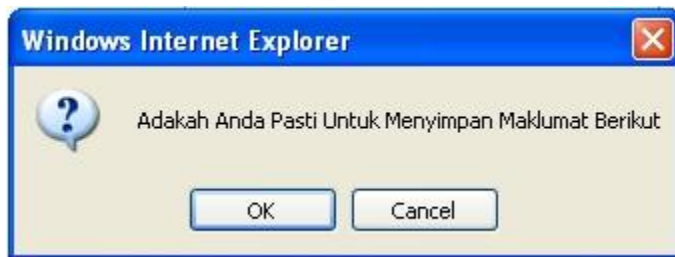 Windows Internet Explorer
Adakah Anda Pasti Untuk Menyimpan Maklumat Berikut
OK
Cancel